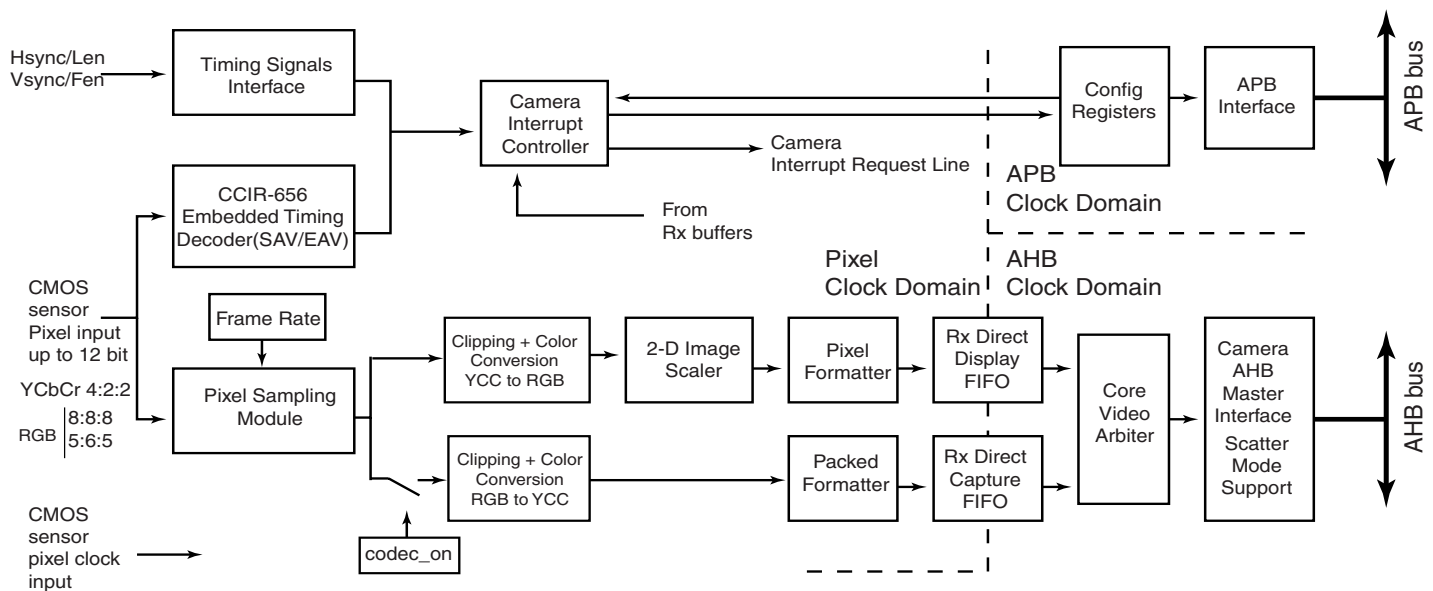 Hsync/Len
Vsync/Fen
Timing Signals
Interface
Camera
Interrupt
Controller
Config
Registers
APB
Interface
APB bus
Camera
Interrupt Request Line
APB
Clock Domain
CCIR-656
Embedded Timing
Decoder(SAV/EAV)
From
Rx buffers
Pixel
Clock Domain
AHB
Clock Domain
CMOS
sensor
Pixel input
up to 12 bit
YCbCr 4:2:2
RGB
8:8:8
5:6:5
Frame Rate
Pixel Sampling
Module
Clipping + Color
Conversion
YCC to RGB
2-D Image
Scaler
Pixel
Formatter
Rx Direct
Display
FIFO
Core
Video
Arbiter
Camera
AHB
Master
Interface
Scatter
Mode
Support
AHB bus
Clipping + Color
Conversion
RGB to YCC
Packed
Formatter
Rx Direct
Capture
FIFO
codec_on
CMOS
sensor
pixel clock
input